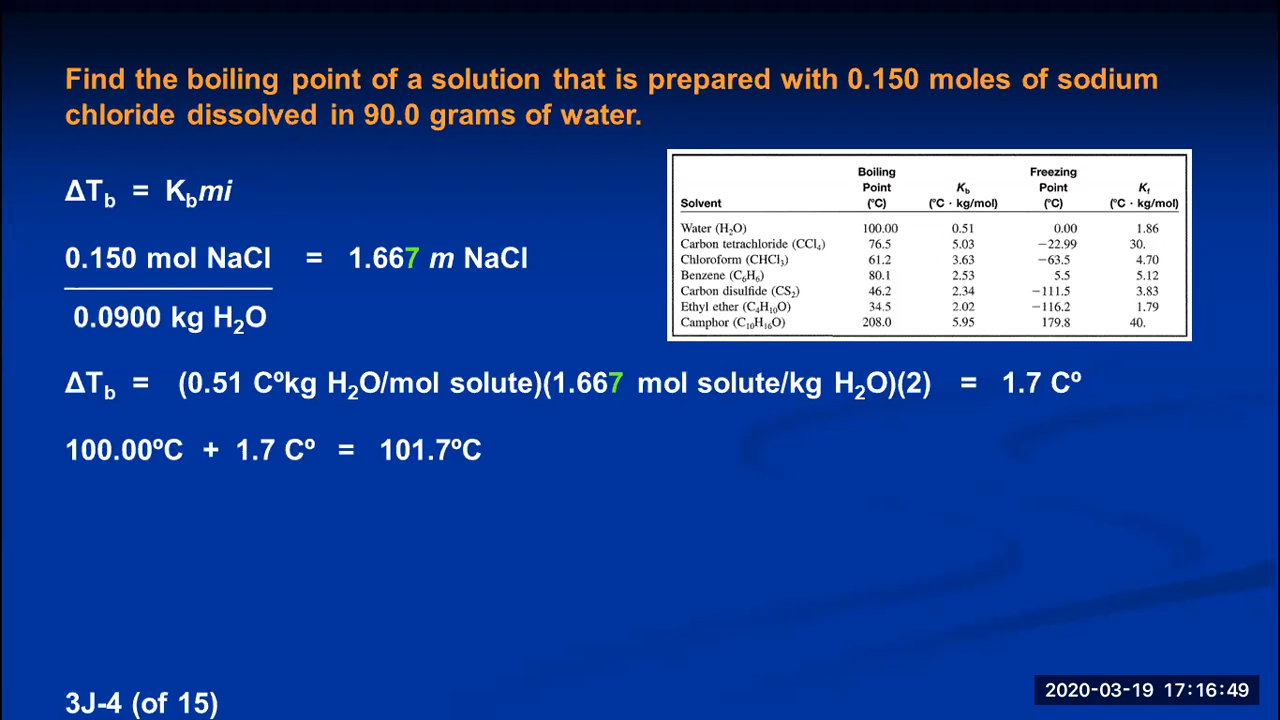 Find the boiling point of a solution that is prepared with 0.150 moles of sodium
chloride dissolved in 90.0 grams of water.
ΔTb = Kbmi
0.150 mol NaCl = 1.667 m NaCl
0.0900 kg H2O
Boiling Freezing
Point Kb Point Kf
Solvent (°C) (°C · kg/mol) (°C) (°C · kg/mol)
Water (H2O) 100.00 0.51 0.00 1.86
Carbon tetrachloride (CCl4) 76.5 5.03 −22.99 30.
Chloroform (CHCl3) 61.2 3.63 −63.5 4.70
Benzene (C6H6) 80.1 2.53 5.5 5.12
Carbon disulfide (CS2) 46.2 2.34 −111.5 3.83
Ethyl ether (C4H10O) 34.5 2.02 −116.2 1.79
Camphor (C10H16O) 208.0 5.95 179.8 40.
ΔTb = (0.51 Cºkg H2O/mol solute)(1.667 mol solute/kg H2O)(2) = 1.7 Cº
100.00ºC + 1.7 Cº = 101.7ºC
3J-4 (of 15)
2020-03-19 17:16:49